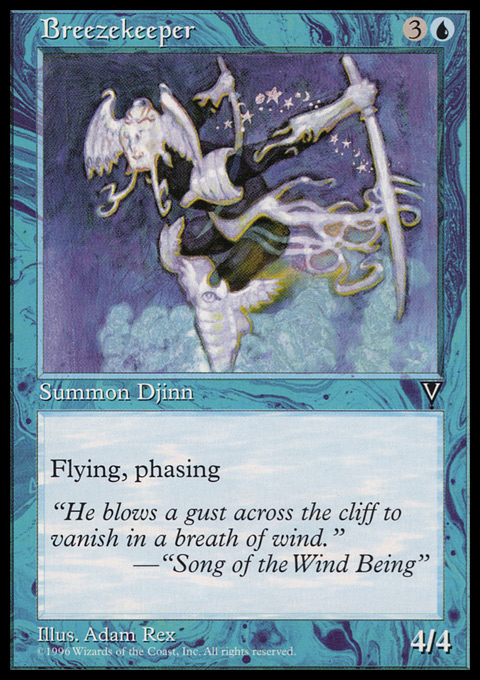 Breezekeeper 3
Summon Djinn V
Flying, phasing
“He blows a gust across the cliff to
vanish in a breath of wind.”
—“Song of the Wind Being”
Illus. Adam Rex
©1996 Wizards of the Coast, Inc. All rights reserved.
4/4